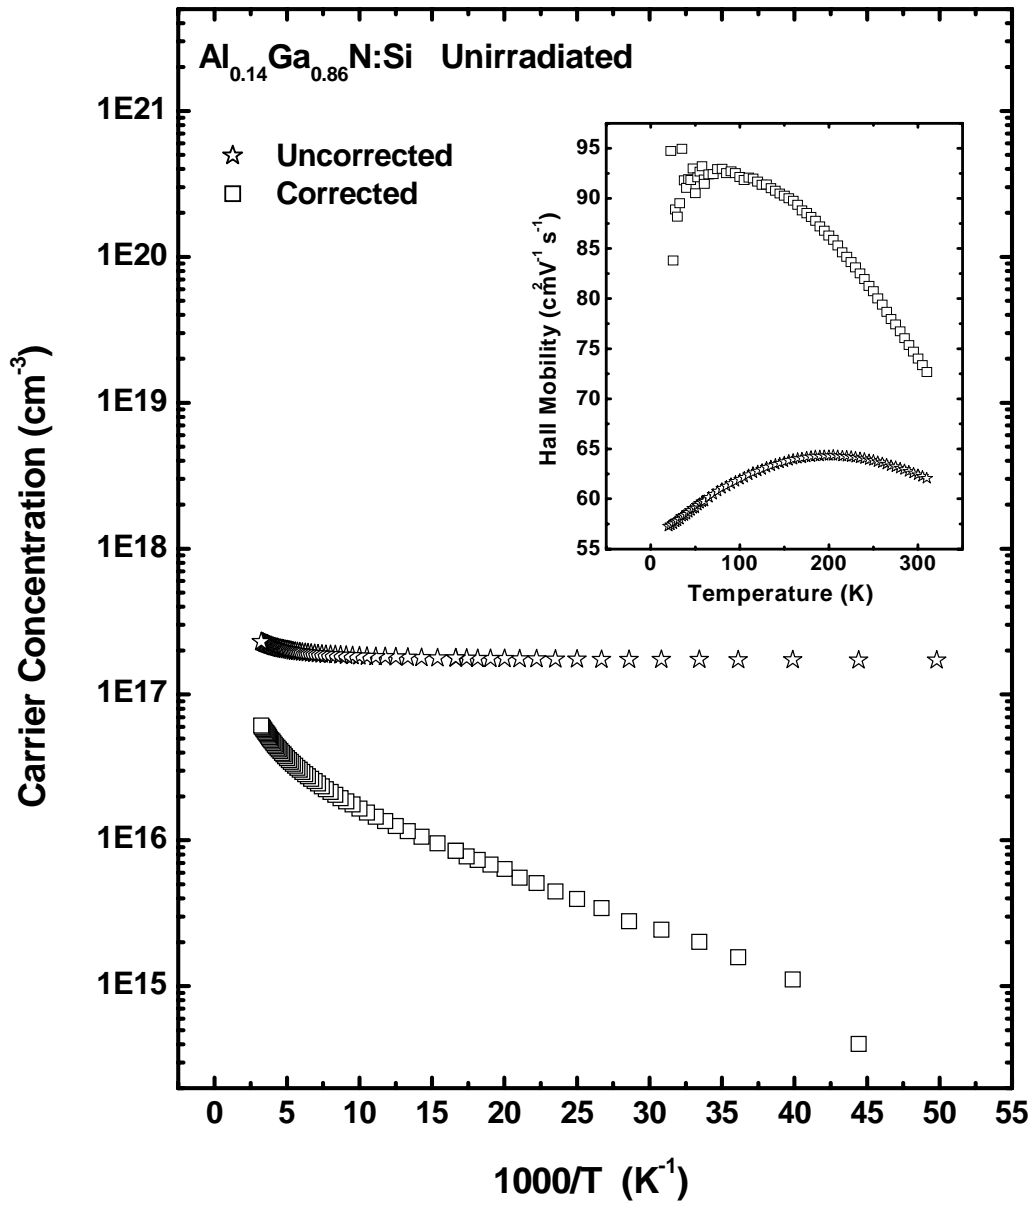 Al0.14Ga0.86N:Si Unirradiated
Uncorrected
Corrected
1E21
1E20
1E19
1E18
1E17
1E16
1E15
Carrier Concentration (cm-3)
0 5 10 15 20 25 30 35 40 45 50 55
1000/T (K-1)
95
90
85
80
75
70
65
60
55
Hall Mobility (cm2V-1 s-1)
0 100 200 300
Temperature (K)